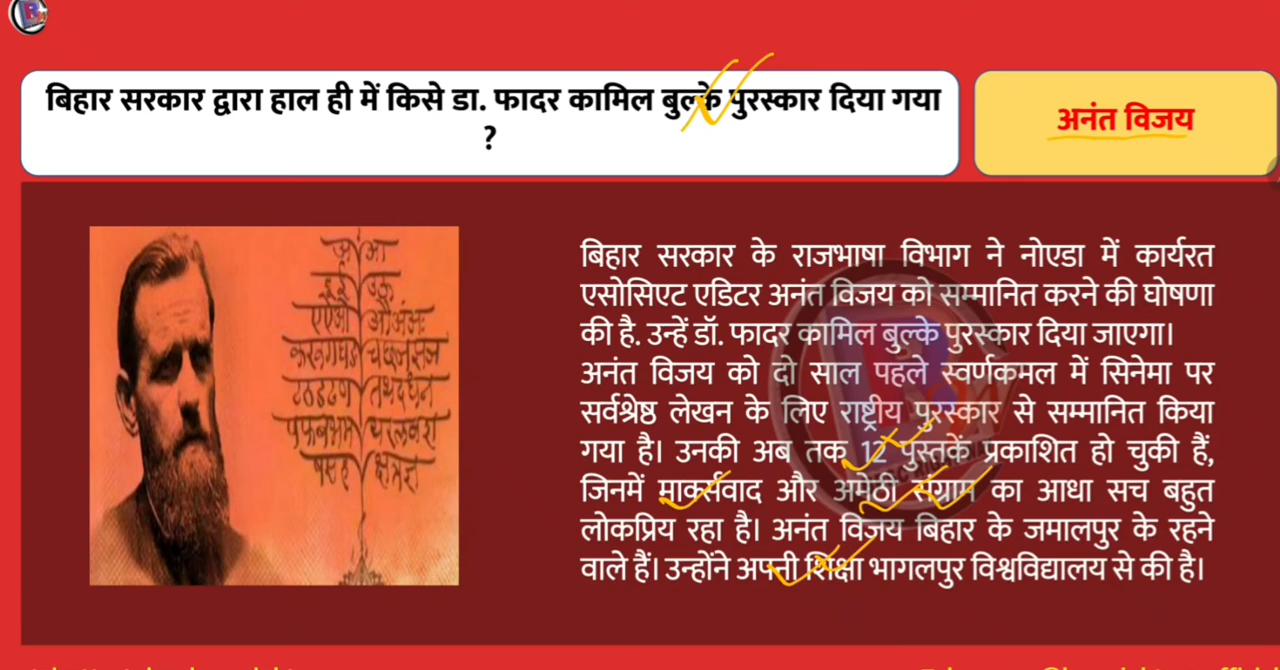 बिहार सरकार द्वारा हाल ही में किसे डा. फादर कामिल बुल्के पुरस्कार दिया गया
?
अनंत विजय
अ आ
इ ई उ ऊ
ए ऐ ओ औ अं अः
क ख ग घ ङ च छ ज झ ञ
ट ठ ड ढ ण त थ द ध न
प फ ब भ म य र ल व श
ष स ह क्ष त्र ज्ञ
बिहार सरकार के राजभाषा विभाग ने नोएडा में कार्यरत
एसोसिएट एडिटर अनंत विजय को सम्मानित करने की घोषणा
की है. उन्हें डॉ. फादर कामिल बुल्के पुरस्कार दिया जाएगा।
अनंत विजय को दो साल पहले स्वर्णकमल में सिनेमा पर
सर्वश्रेष्ठ लेखन के लिए राष्ट्रीय पुरस्कार से सम्मानित किया
गया है। उनकी अब तक 12 पुस्तकें प्रकाशित हो चुकी हैं,
जिनमें मार्क्सवाद और अमेठी संग्राम का आधा सच बहुत
लोकप्रिय रहा है। अनंत विजय बिहार के जमालपुर के रहने
वाले हैं। उन्होंने अपनी शिक्षा भागलपुर विश्वविद्यालय से की है।